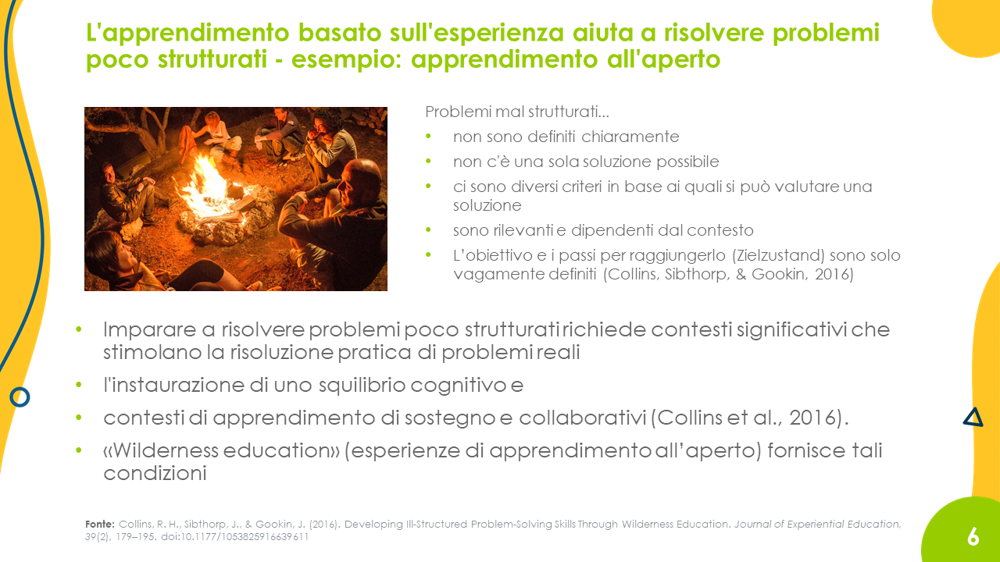 L'apprendimento basato sull'esperienza aiuta a risolvere problemi
poco strutturati - esempio: apprendimento all'aperto
Problemi mal strutturati...
• non sono definiti chiaramente
• non c'è una sola soluzione possibile
• ci sono diversi criteri in base ai quali si può valutare una
soluzione
• sono rilevanti e dipendenti dal contesto
• L’obiettivo e i passi per raggiungerlo (Zielzustand) sono solo
vagamente definiti (Collins, Sibthorp, & Gookin, 2016)
• Imparare a risolvere problemi poco strutturati richiede contesti significativi che
stimolano la risoluzione pratica di problemi reali
• l'instaurazione di uno squilibrio cognitivo e
• contesti di apprendimento di sostegno e collaborativi (Collins et al., 2016).
• «Wilderness education» (esperienze di apprendimento all’aperto) fornisce tali
condizioni
Fonte: Collins, R. H., Sibthorp, J., & Gookin, J. (2016). Developing Ill-Structured Problem-Solving Skills Through Wilderness Education. Journal of Experiential Education,
39(2), 179–195. doi:10.1177/1053825916639611
6